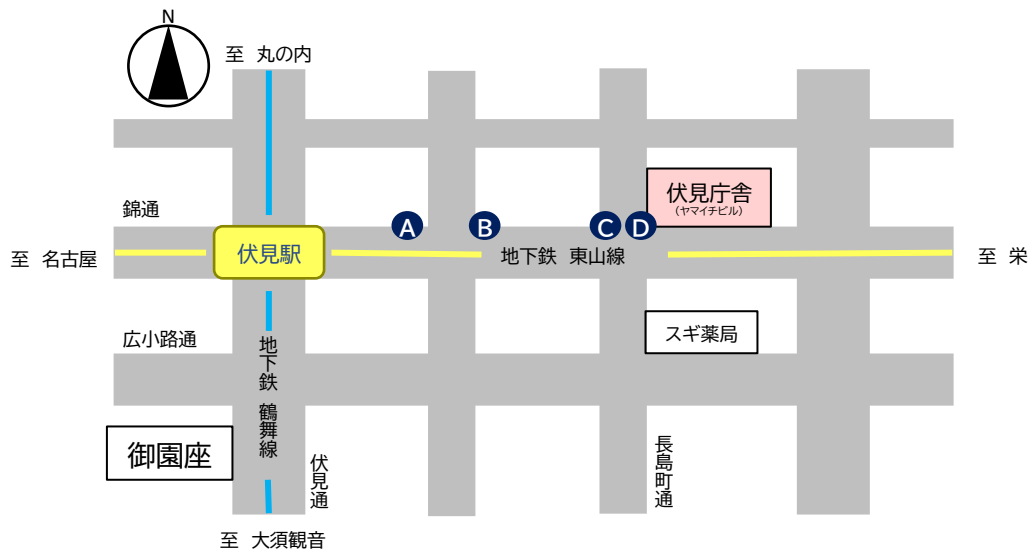 N
至 丸の内
伏見庁舎
(ヤマイチビル)
錦通
A
B
C
D
至 名古屋
伏見駅
地下鉄 東山線
至 栄
広小路通
スギ薬局
地下鉄 鶴舞線
御園座
伏見通
長島町通
至 大須観音